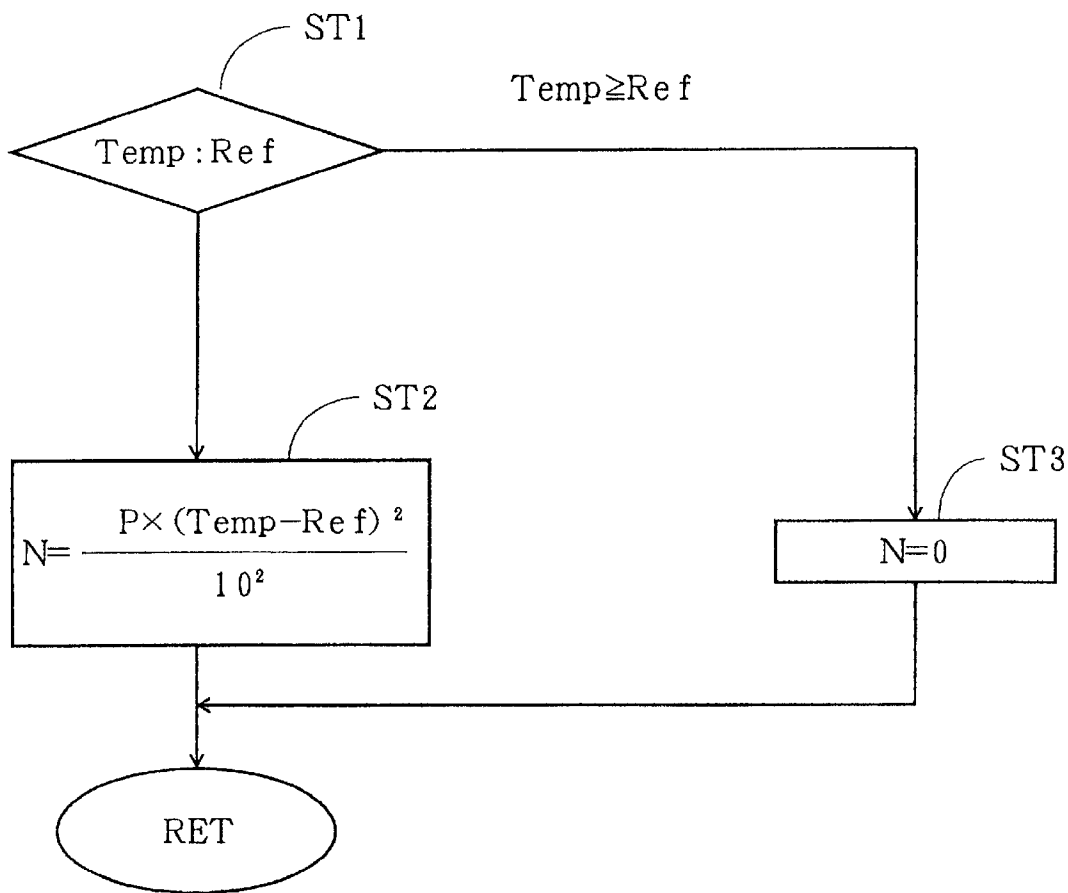 ST1
Temp≧Ref
Temp:Ref
ST2
N= P×(Temp-Ref)² / 10²
ST3
N=0
RET